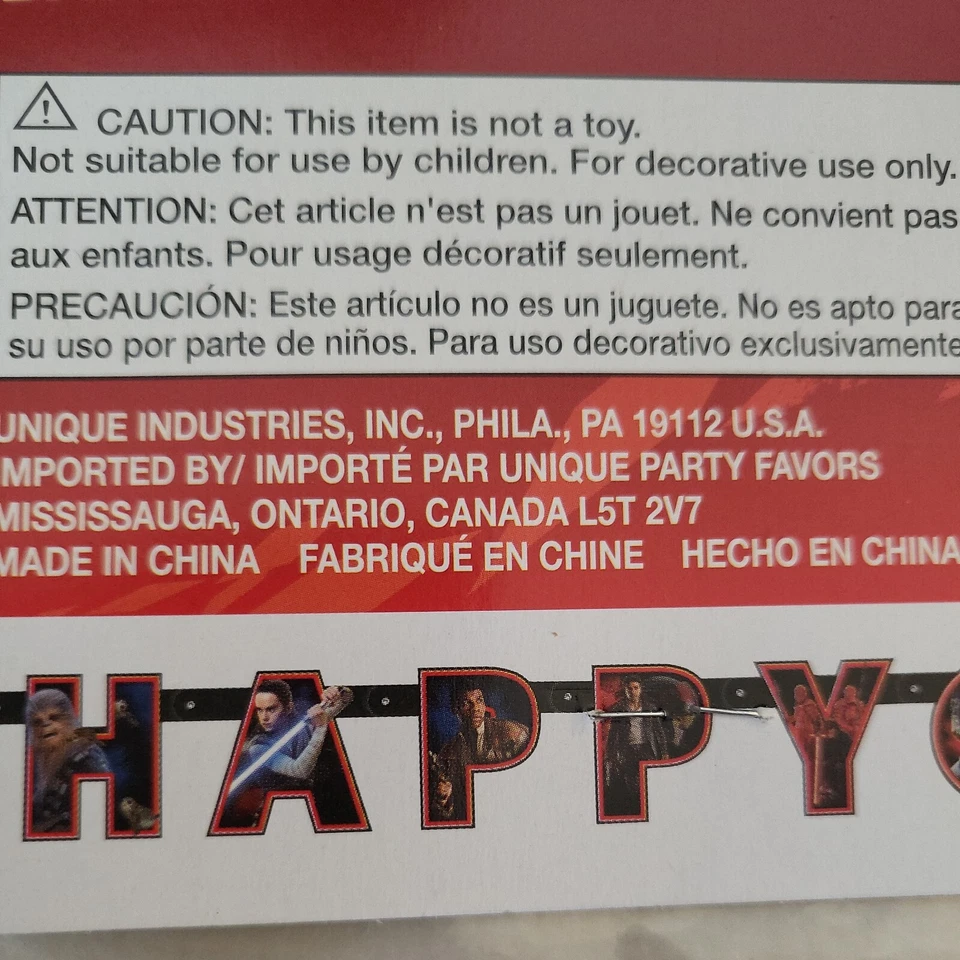 CAUTION: This item is not a toy.
Not suitable for use by children. For decorative use only.
ATTENTION: Cet article n'est pas un jouet. Ne convient pas
aux enfants. Pour usage décoratif seulement.
PRECAUCIÓN: Este artículo no es un juguete. No es apto para
su uso por parte de niños. Para uso decorativo exclusivamente
UNIQUE INDUSTRIES, INC., PHILA., PA 19112 U.S.A.
IMPORTED BY/ IMPORTÉ PAR UNIQUE PARTY FAVORS
MISSISSAUGA, ONTARIO, CANADA L5T 2V7
MADE IN CHINA FABRIQUÉ EN CHINE HECHO EN CHINA
HAPPY